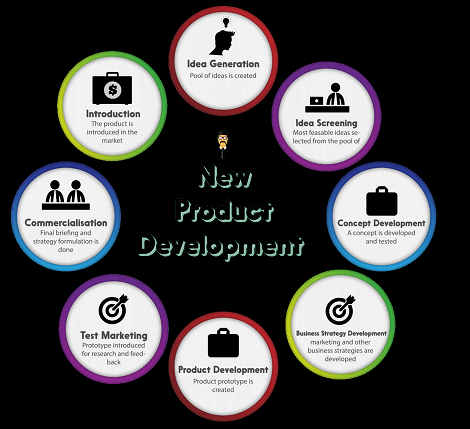 Idea Generation
Pool of ideas is created
Idea Screening
Most feasable ideas se-
lected from the pool of
Concept Development
A concept is developed
and tested
Business Strategy Development
marketing and other
business strategies are
developed
Product Development
Product prototype is
created
Test Marketing
Prototype introduced
for research and feed-
back
Commercialisation
Final briefing and
strategy formulation is
done
Introduction
The product is
introduced in the
market
$
New
Product
Development